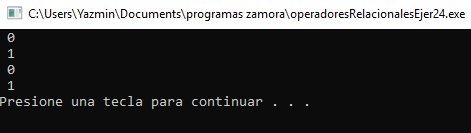 C:\Users\Yazmin\Documents\programas zamora\operadoresRelacionalesEjer24.exe
0
1
0
1
Presione una tecla para continuar . . .